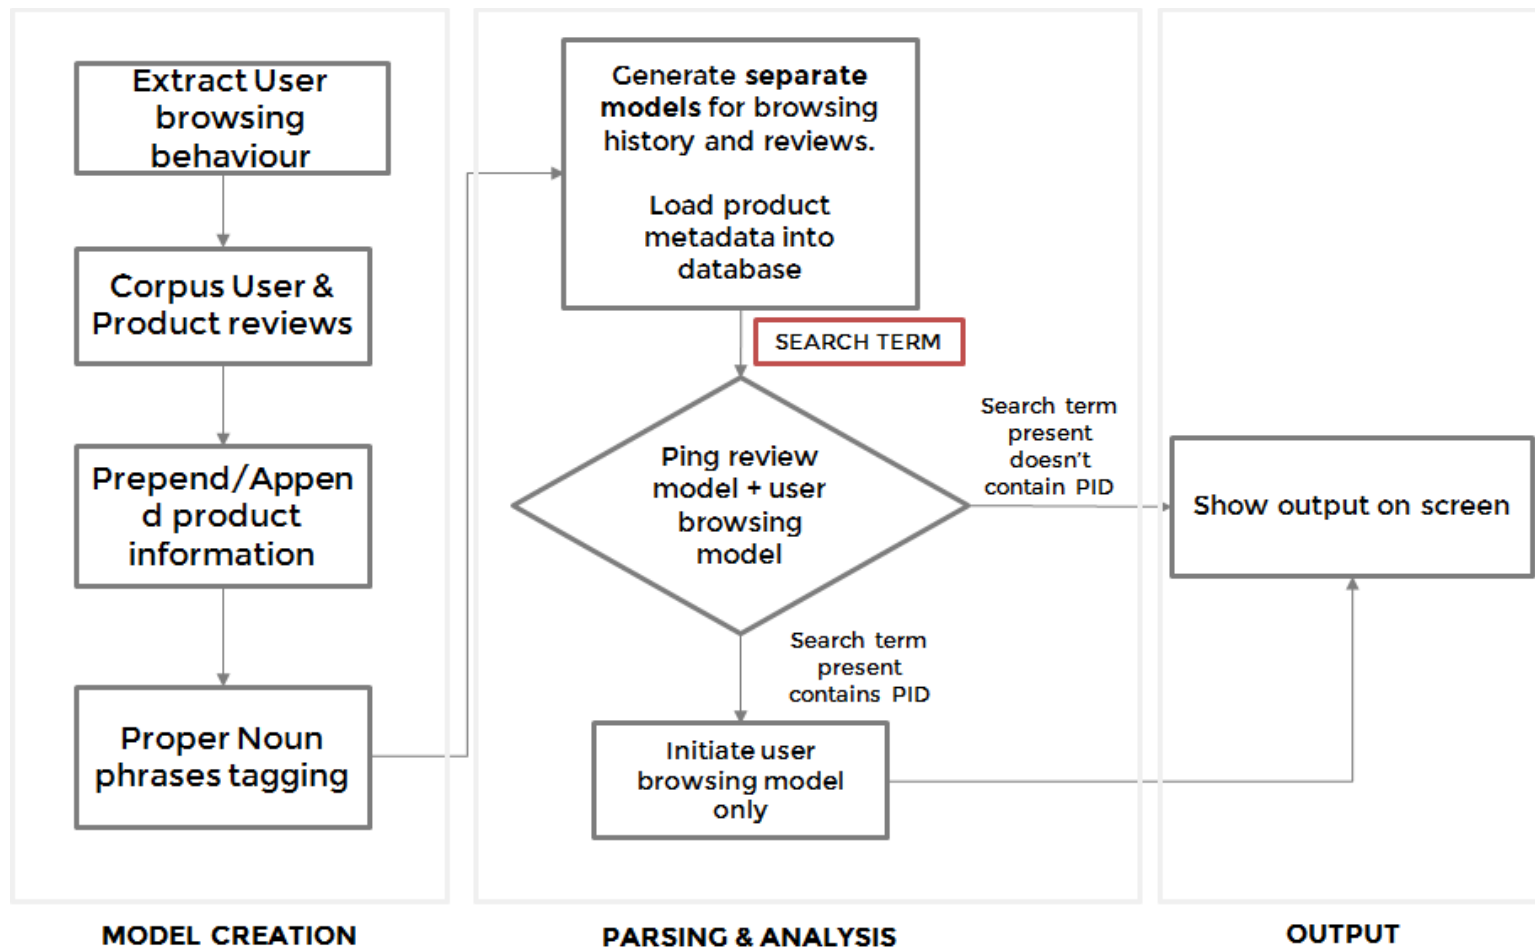 Extract User
browsing
behaviour
Corpus User &
Product reviews
Prepend/Appen
d product
information
Proper Noun
phrases tagging
MODEL CREATION
Generate separate
models for browsing
history and reviews.
Load product
metadata into
database
SEARCH TERM
Ping review
model + user
browsing
model
Search term
present
doesn't
contain PID
Search term
present
contains PID
Initiate user
browsing model
only
PARSING & ANALYSIS
Show output on screen
OUTPUT